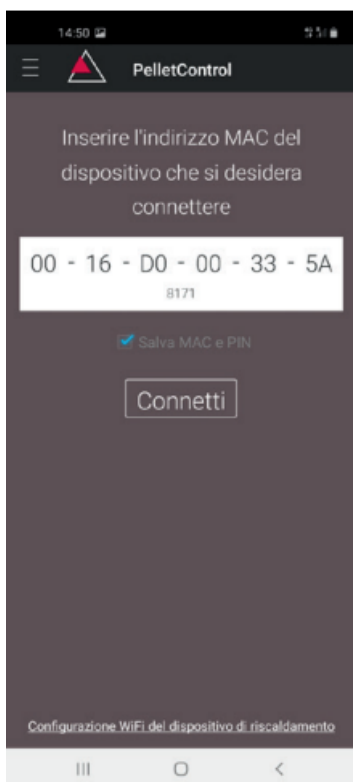 14:50
PelletControl
Inserire l'indirizzo MAC del
dispositivo che si desidera
connettere
00 - 16 - D0 - 00 - 33 - 5A
8171
Salva MAC e PIN
Connetti
Configurazione WiFi del dispositivo di riscaldamento